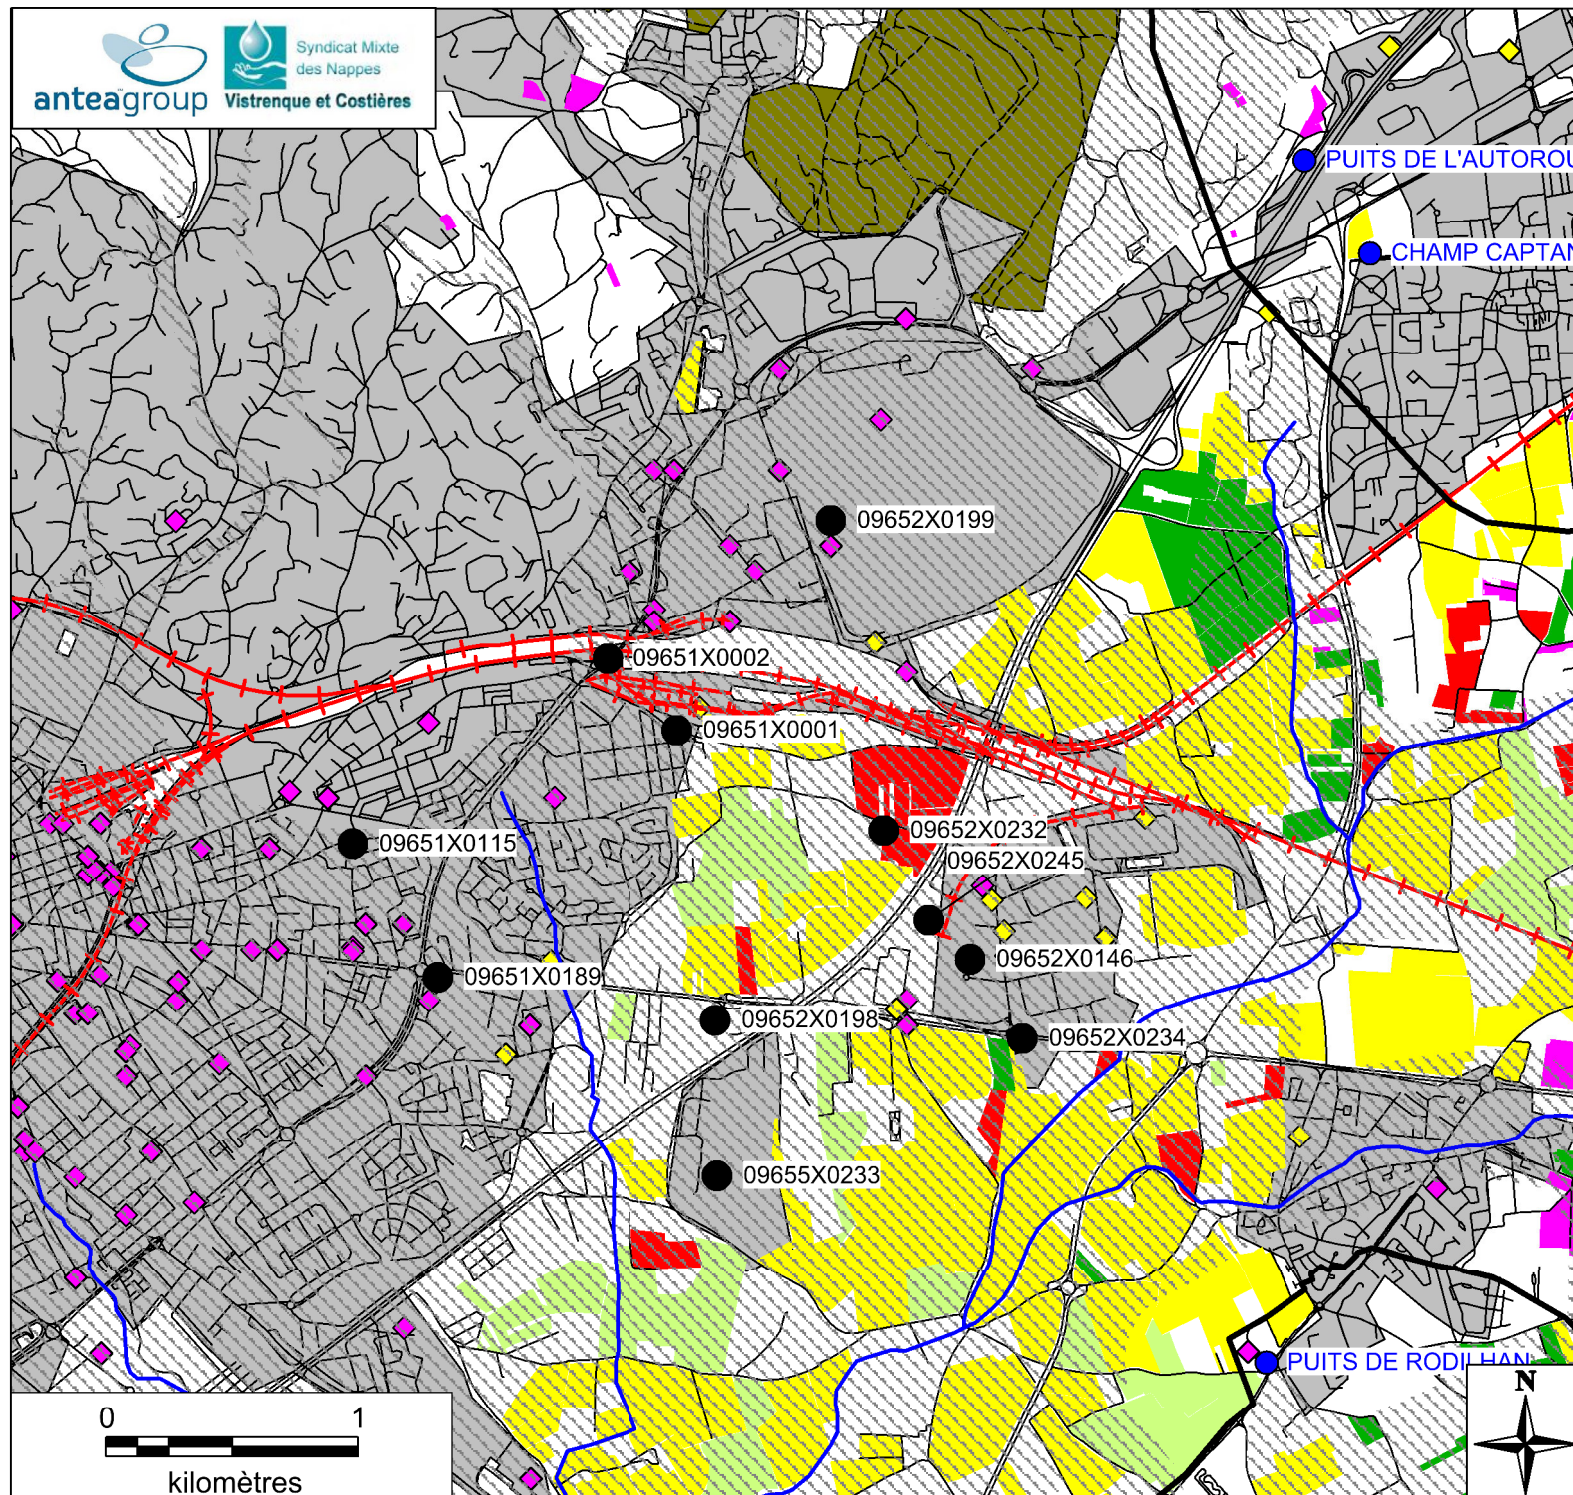 anteagroup
Syndicat Mixte
des Nappes
Vistrenque et Costières
PUITS DE L'AUTOROU
CHAMP CAPTAN
09652X0199
09651X0002
09651X0001
09652X0232
09651X0115
09652X0245
09652X0146
09651X0189
09652X0198
09652X0234
09655X0233
PUITS DE RODILHAN
N
0 1
kilomètres